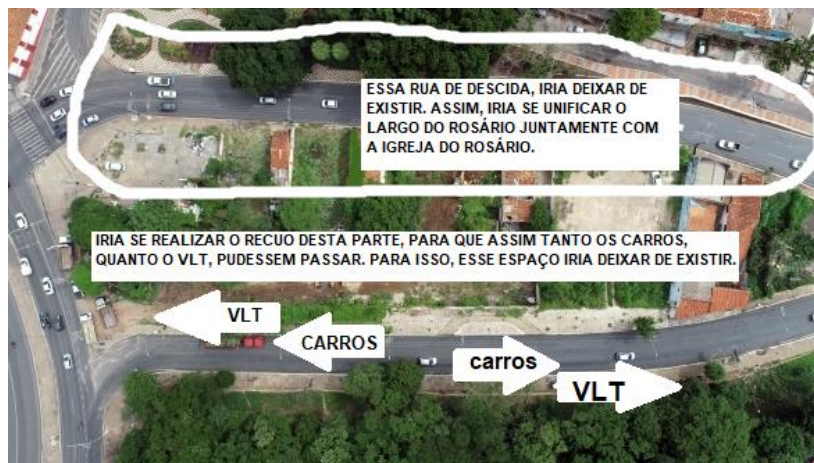 ESSA RUA DE DESCIDA, IRIA DEIXAR DE
EXISTIR. ASSIM, IRIA SE UNIFICAR O
LARGO DO ROSÁRIO JUNTAMENTE COM
A IGREJA DO ROSÁRIO.
IRIA SE REALIZAR O RECUO DESTA PARTE, PARA QUE ASSIM TANTO OS CARROS,
QUANTO O VLT, PUDESSEM PASSAR. PARA ISSO, ESSE ESPAÇO IRIA DEIXAR DE EXISTIR.
VLT
CARROS
carros
VLT